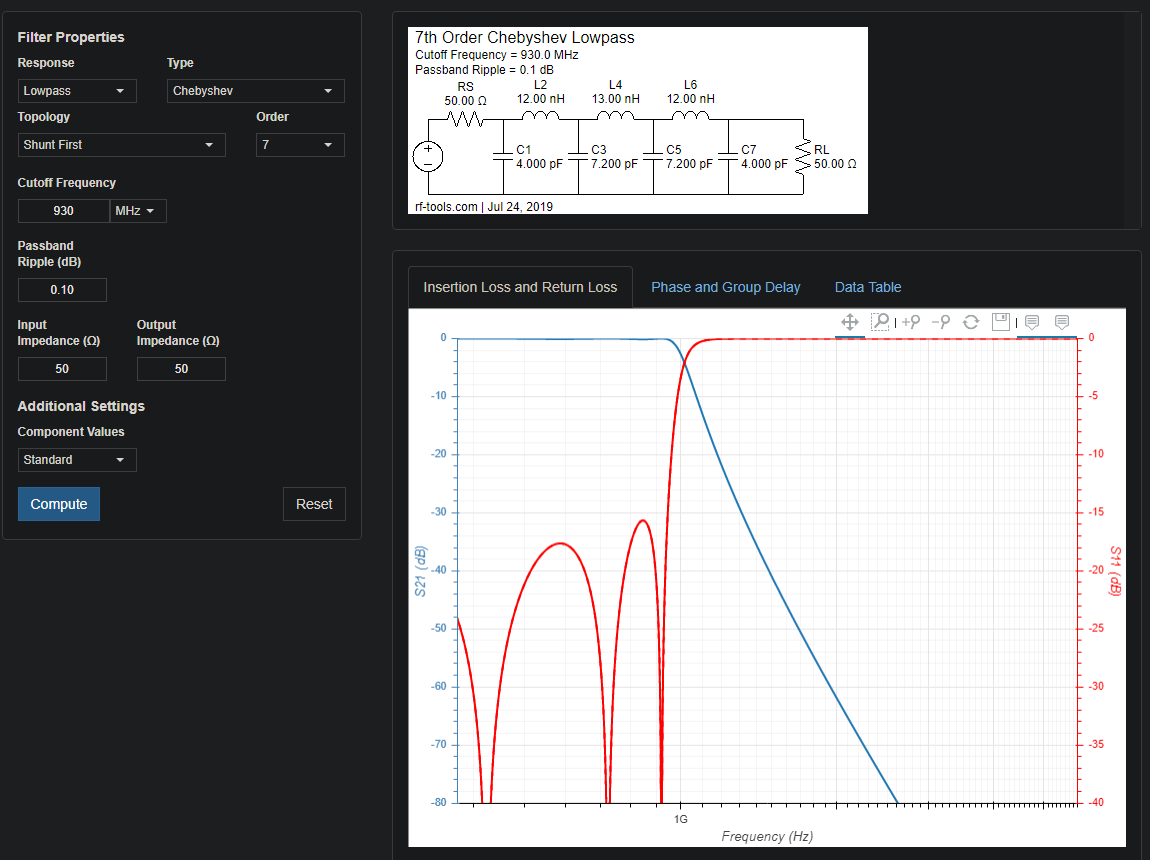 Filter Properties
Response
Type
Lowpass
Chebyshev
Topology
Order
Shunt First
7
Cutoff Frequency
930
MHz
Passband
Ripple (dB)
0.10
Input
Impedance (Ω)
Output
Impedance (Ω)
50
50
Additional Settings
Component Values
Standard
Compute
Reset
7th Order Chebyshev Lowpass
Cutoff Frequency = 930.0 MHz
Passband Ripple = 0.1 dB
RS
50.00 Ω
L2
12.00 nH
L4
13.00 nH
L6
12.00 nH
C1
4.000 pF
C3
7.200 pF
C5
7.200 pF
C7
4.000 pF
RL
50.00 Ω
rf-tools.com | Jul 24, 2019
Insertion Loss and Return Loss
Phase and Group Delay
Data Table
0
-10
-20
-30
-40
-50
-60
-70
-80
S21 (dB)
0
-5
-10
-15
-20
-25
-30
-35
-40
S11 (dB)
1G
Frequency (Hz)